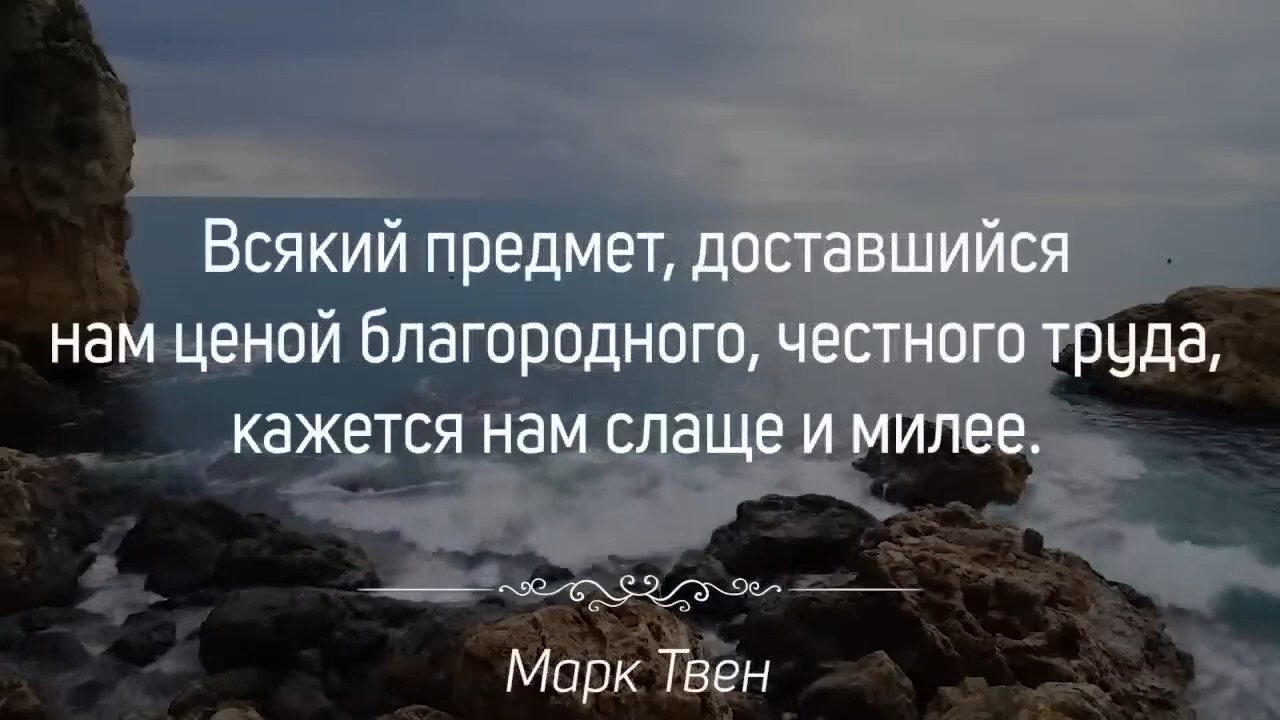 Всякий предмет, доставшийся
нам ценой благородного, честного труда,
кажется нам слаще и милее.
Марк Твен